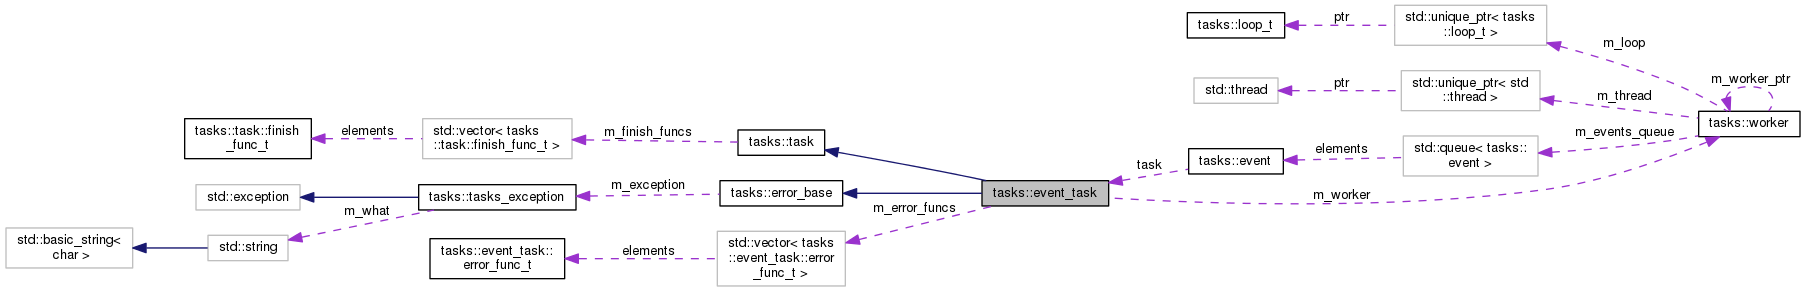 tasks::loop_t
ptr
std::unique_ptr< tasks
::loop_t >
m_loop
std::thread
ptr
std::unique_ptr< std
::thread >
m_thread
m_worker_ptr
tasks::worker
tasks::task::finish
_func_t
elements
std::vector< tasks
::task::finish_func_t >
m_finish_funcs
tasks::task
tasks::event
elements
std::queue< tasks::
event >
m_events_queue
task
std::exception
tasks::tasks_exception
m_exception
tasks::error_base
tasks::event_task
m_worker
m_what
m_error_funcs
std::basic_string<
char >
std::string
tasks::event_task::
error_func_t
elements
std::vector< tasks
::event_task::error
_func_t >